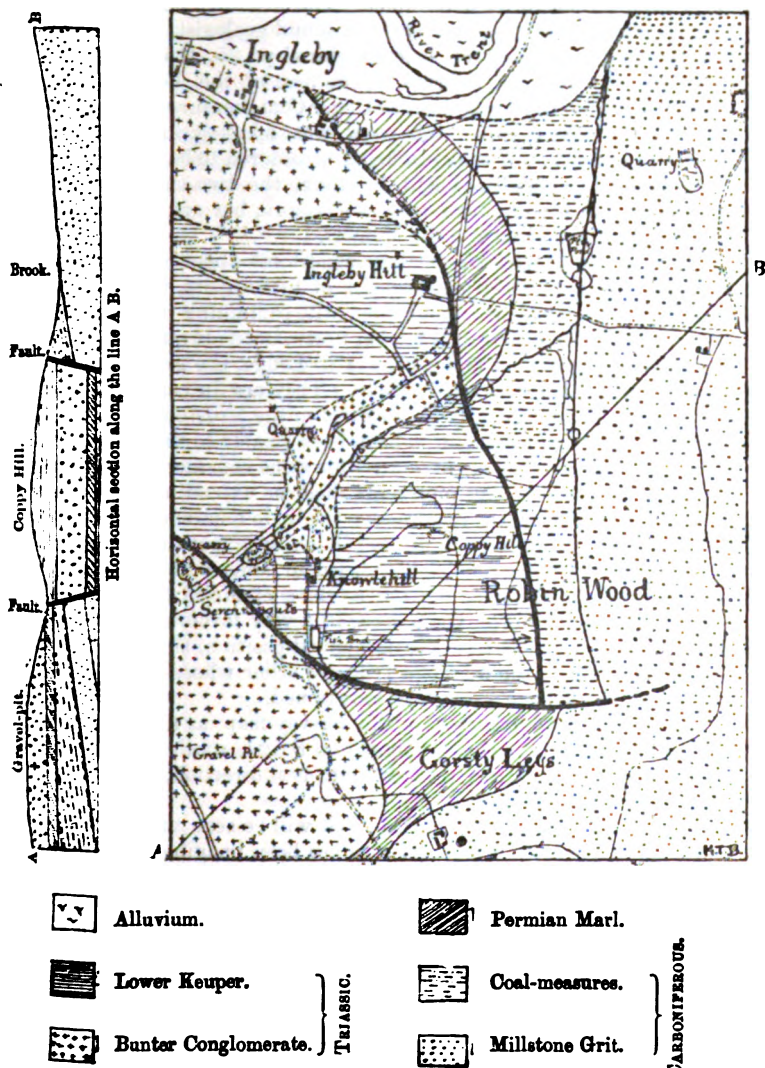 B
Brook.
Fault.
Coppy Hill.
Fault.
Gravel-pit.
A
Horizontal section along the line A B.
Ingleby
River Trent
Quarry
Ingleby Hill
B
Quarry
Quarry
Coppy Hill
Knowlehill
Robin Wood
Seven Spouts
Fish Pond
Gravel Pit
Gorsty Leys
A
Alluvium.
Lower Keuper.
Bunter Conglomerate.
TRIASSIC.
Permian Marl.
Coal-measures.
Millstone Grit.
CARBONIFEROUS.